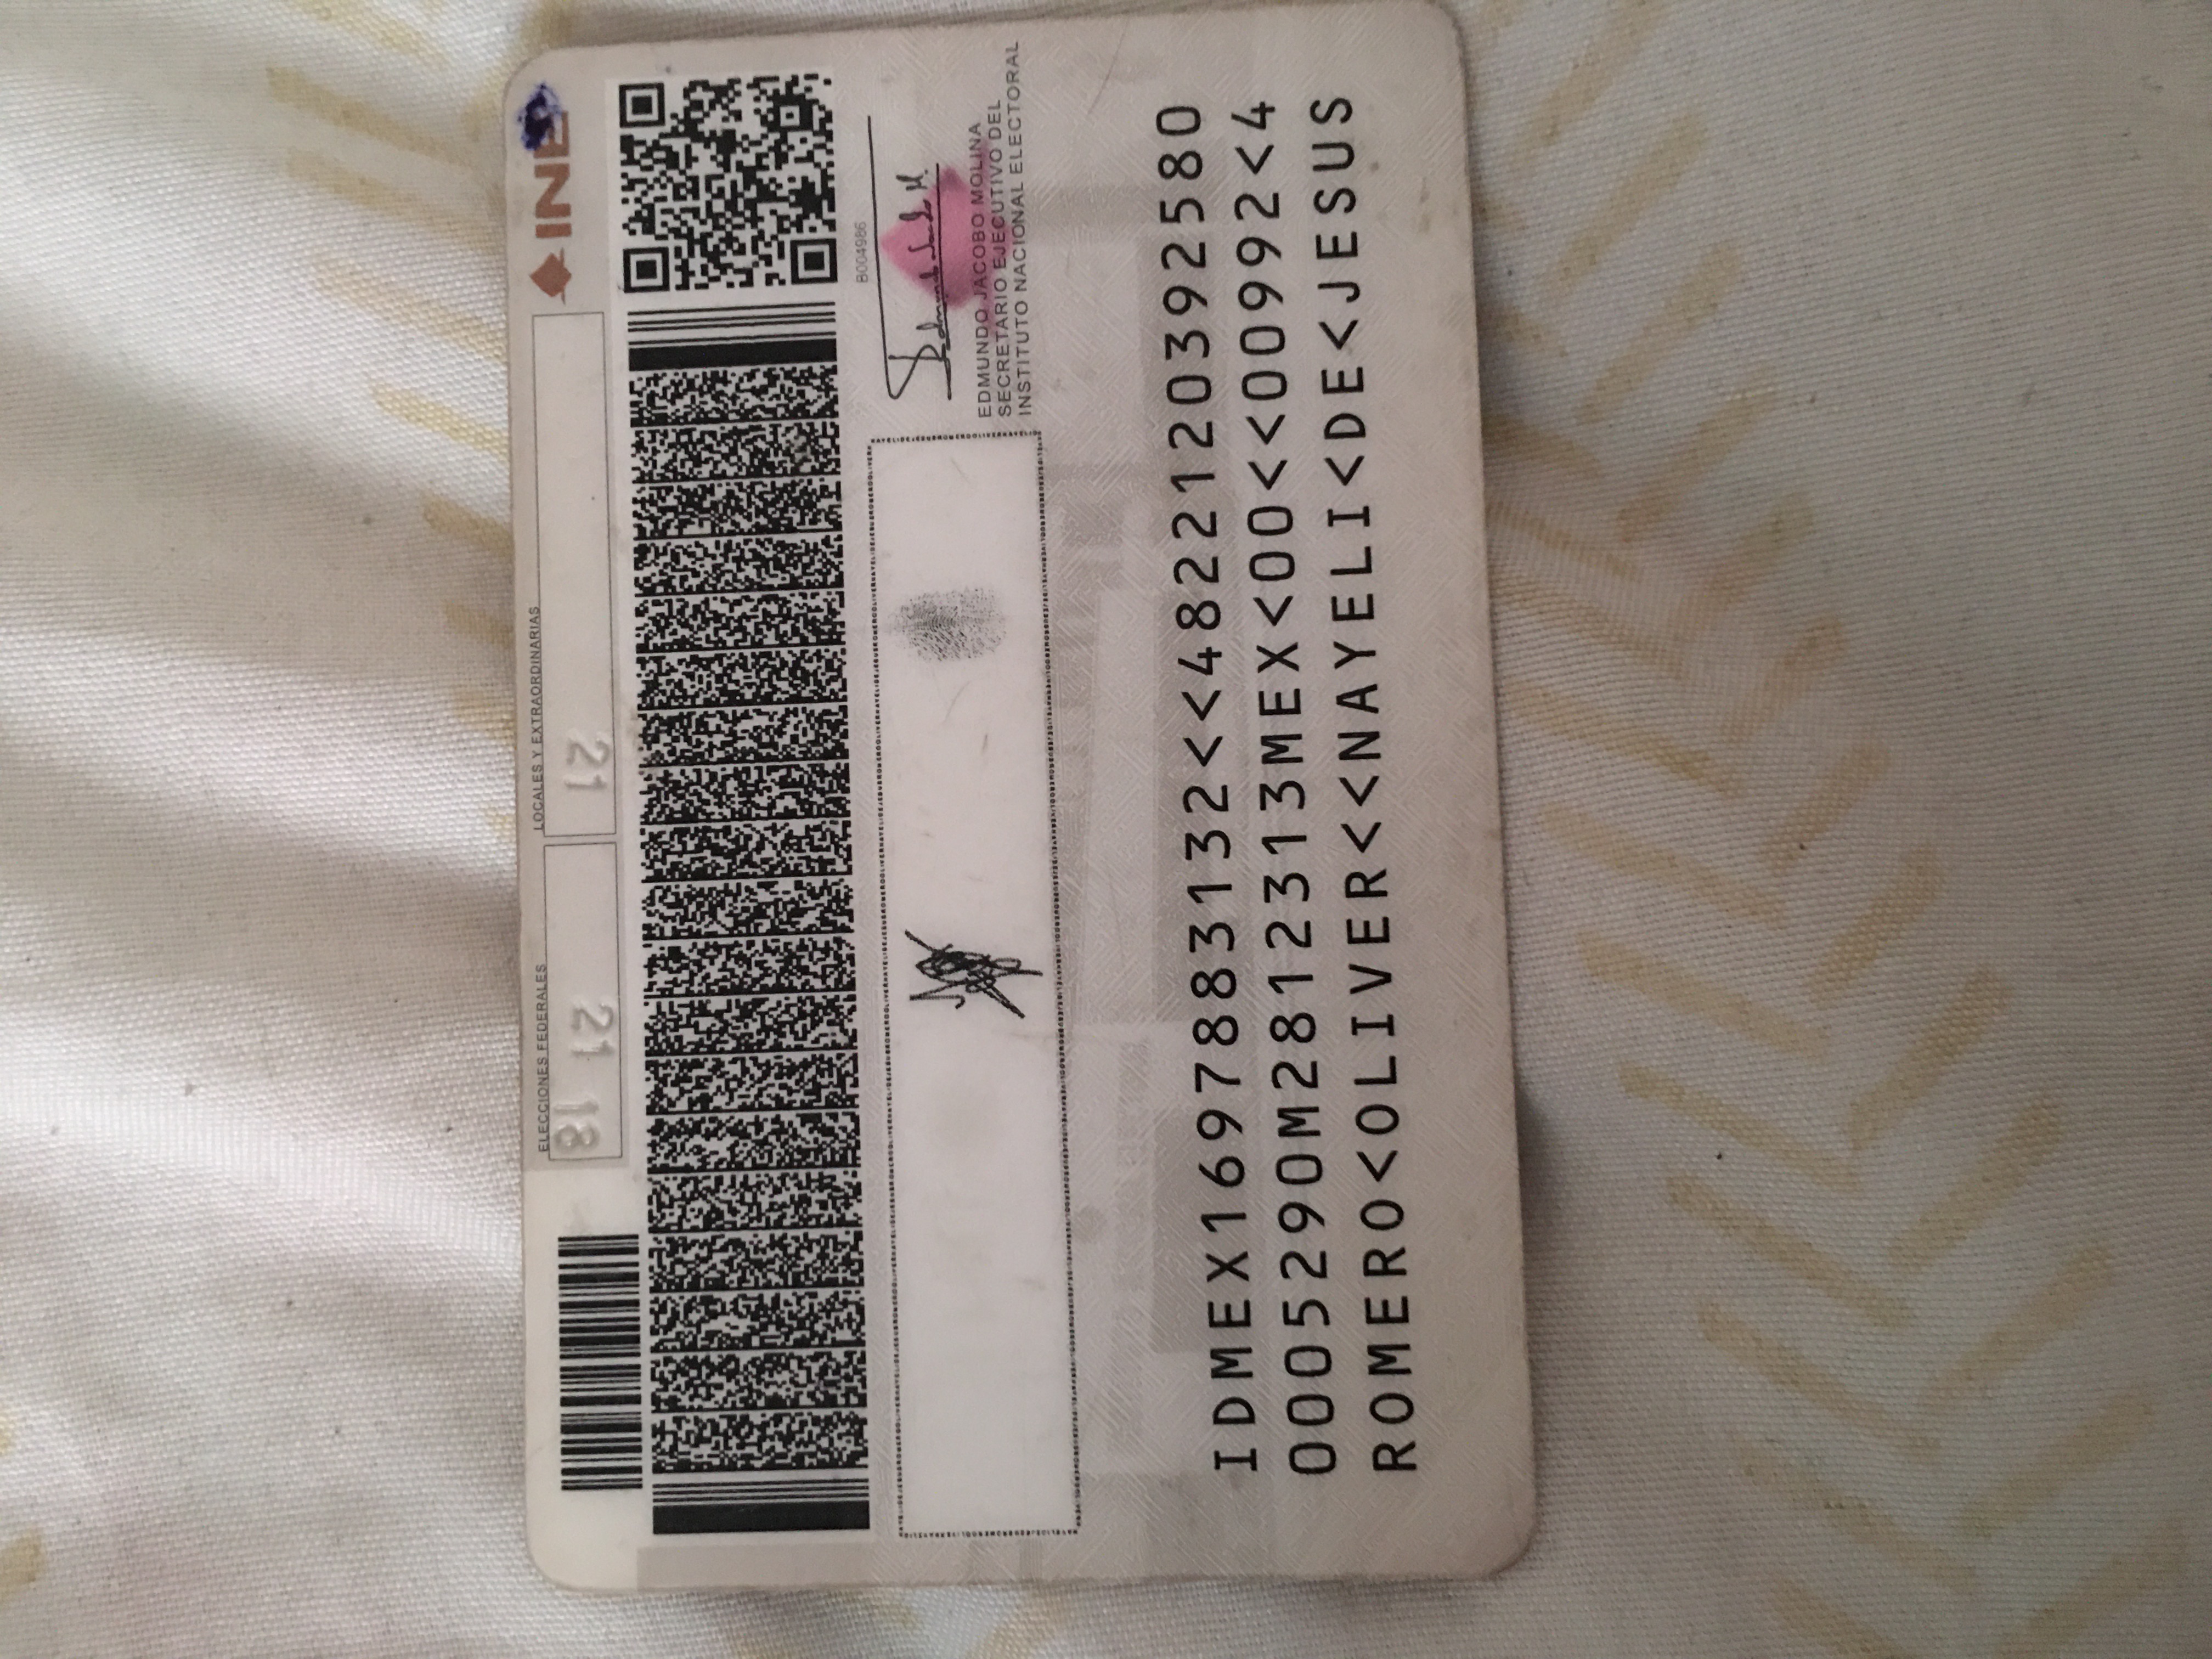 ELECCIONES FEDERALES
LOCALES Y EXTRAORDINARIAS
INE
21 18
21
8004986
EDMUNDO JACOBO MOLINA
SECRETARIO EJECUTIVO DEL
INSTITUTO NACIONAL ELECTORAL
IDMEX1697883132<<4822120392580
0005290M2812313MEX<00<<00992<4
ROMERO<OLIVER<<NAYELI<DE<JESUS